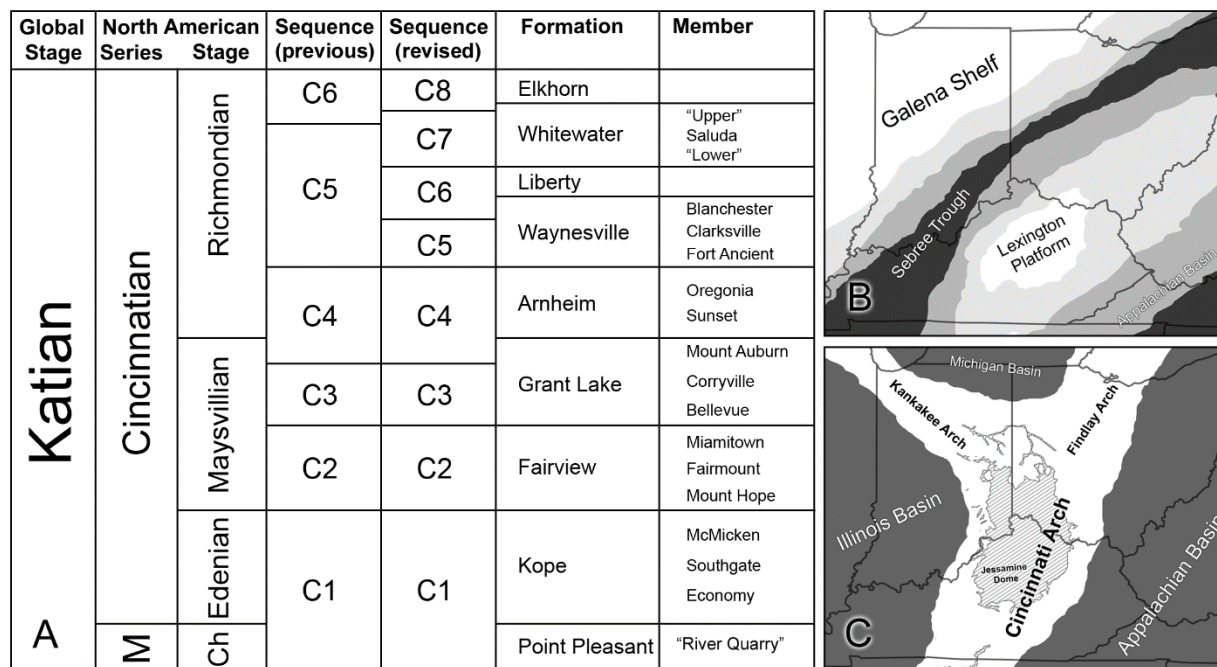 Global Stage
North American Series Stage
Sequence (previous)
Sequence (revised)
Formation
Member
Katian
Cincinnatian
M
Richmondian
Maysvillian
Edenian
Ch
C6
C5
C4
C3
C2
C1
C8
C7
C6
C5
C4
C3
C2
C1
Elkhorn
Whitewater
Liberty
Waynesville
Arnheim
Grant Lake
Fairview
Kope
Point Pleasant
“Upper”
Saluda
“Lower”
Blanchester
Clarksville
Fort Ancient
Oregonia
Sunset
Mount Auburn
Corryville
Bellevue
Miamitown
Fairmount
Mount Hope
McMicken
Southgate
Economy
“River Quarry”
A
Galena Shelf
Sebree Trough
Lexington
Platform
Appalachian Basin
B
Michigan Basin
Kankakee Arch
Findlay Arch
Illinois Basin
Cincinnati Arch
Jessamine
Dome
Appalachian Basin
C